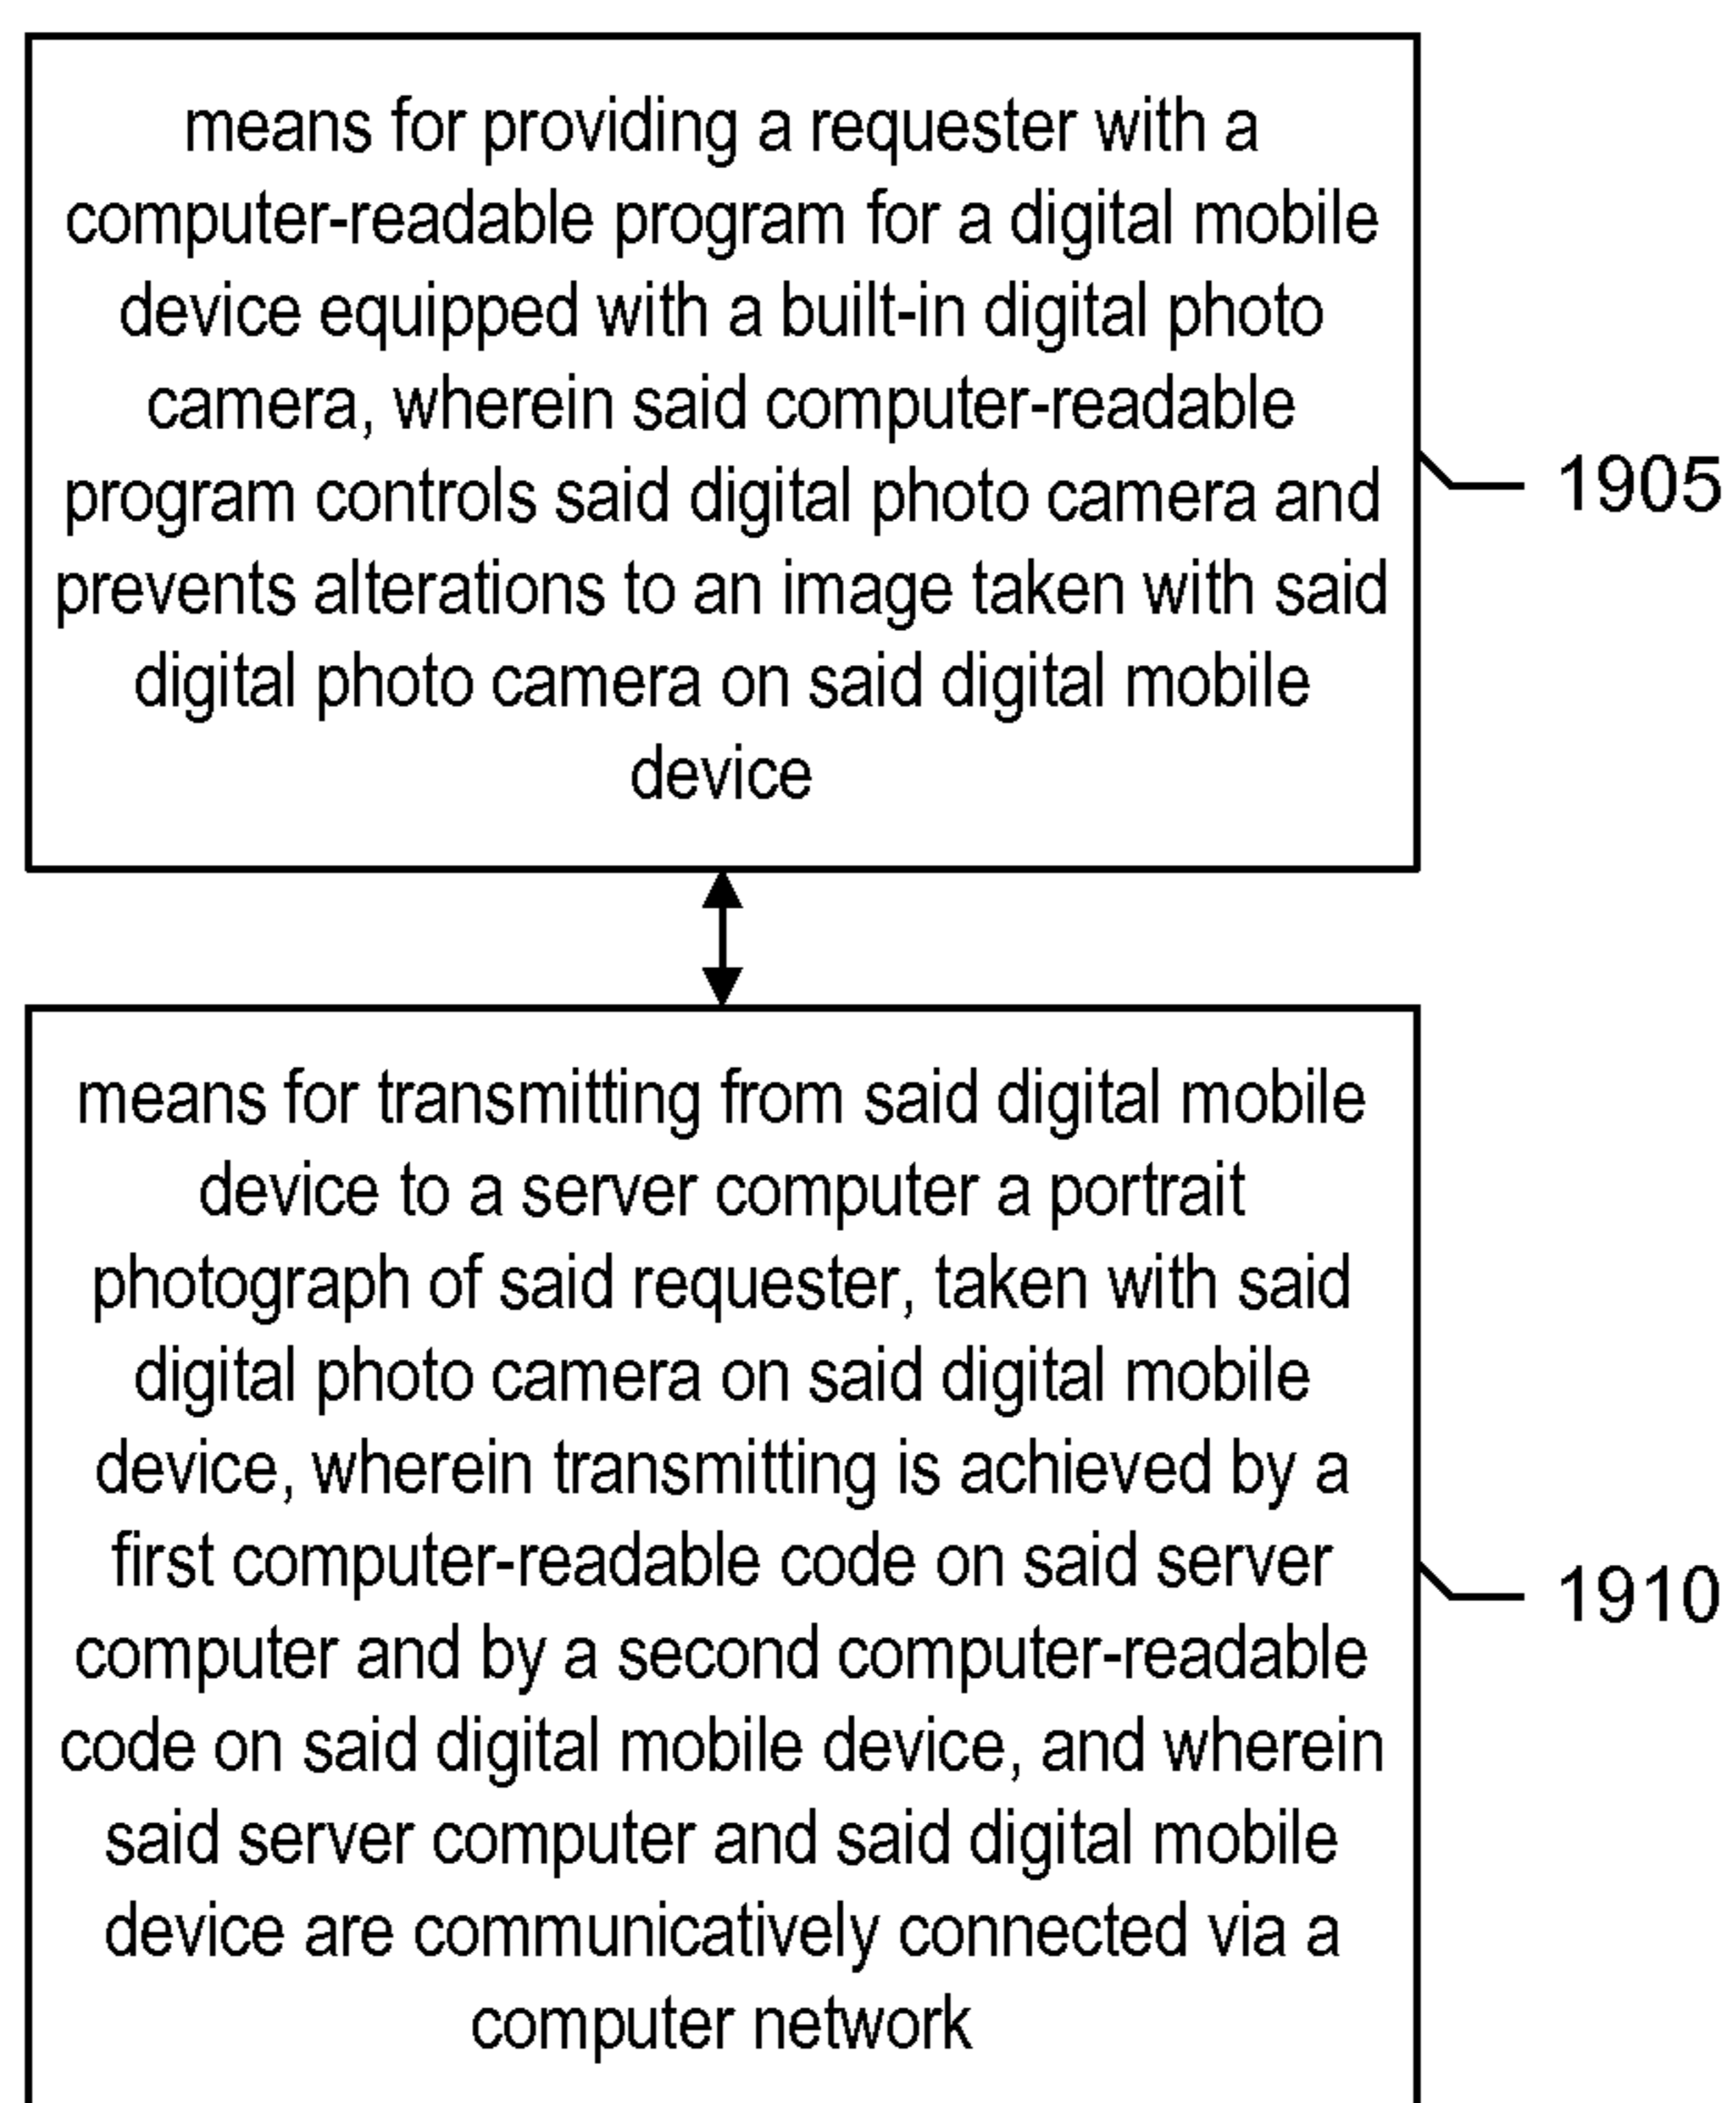 means for providing a requester with a
computer-readable program for a digital mobile
device equipped with a built-in digital photo
camera, wherein said computer-readable
program controls said digital photo camera and
prevents alterations to an image taken with said
digital photo camera on said digital mobile
device
1905
means for transmitting from said digital mobile
device to a server computer a portrait
photograph of said requester, taken with said
digital photo camera on said digital mobile
device, wherein transmitting is achieved by a
first computer-readable code on said server
computer and by a second computer-readable
code on said digital mobile device, and wherein
said server computer and said digital mobile
device are communicatively connected via a
computer network
1910